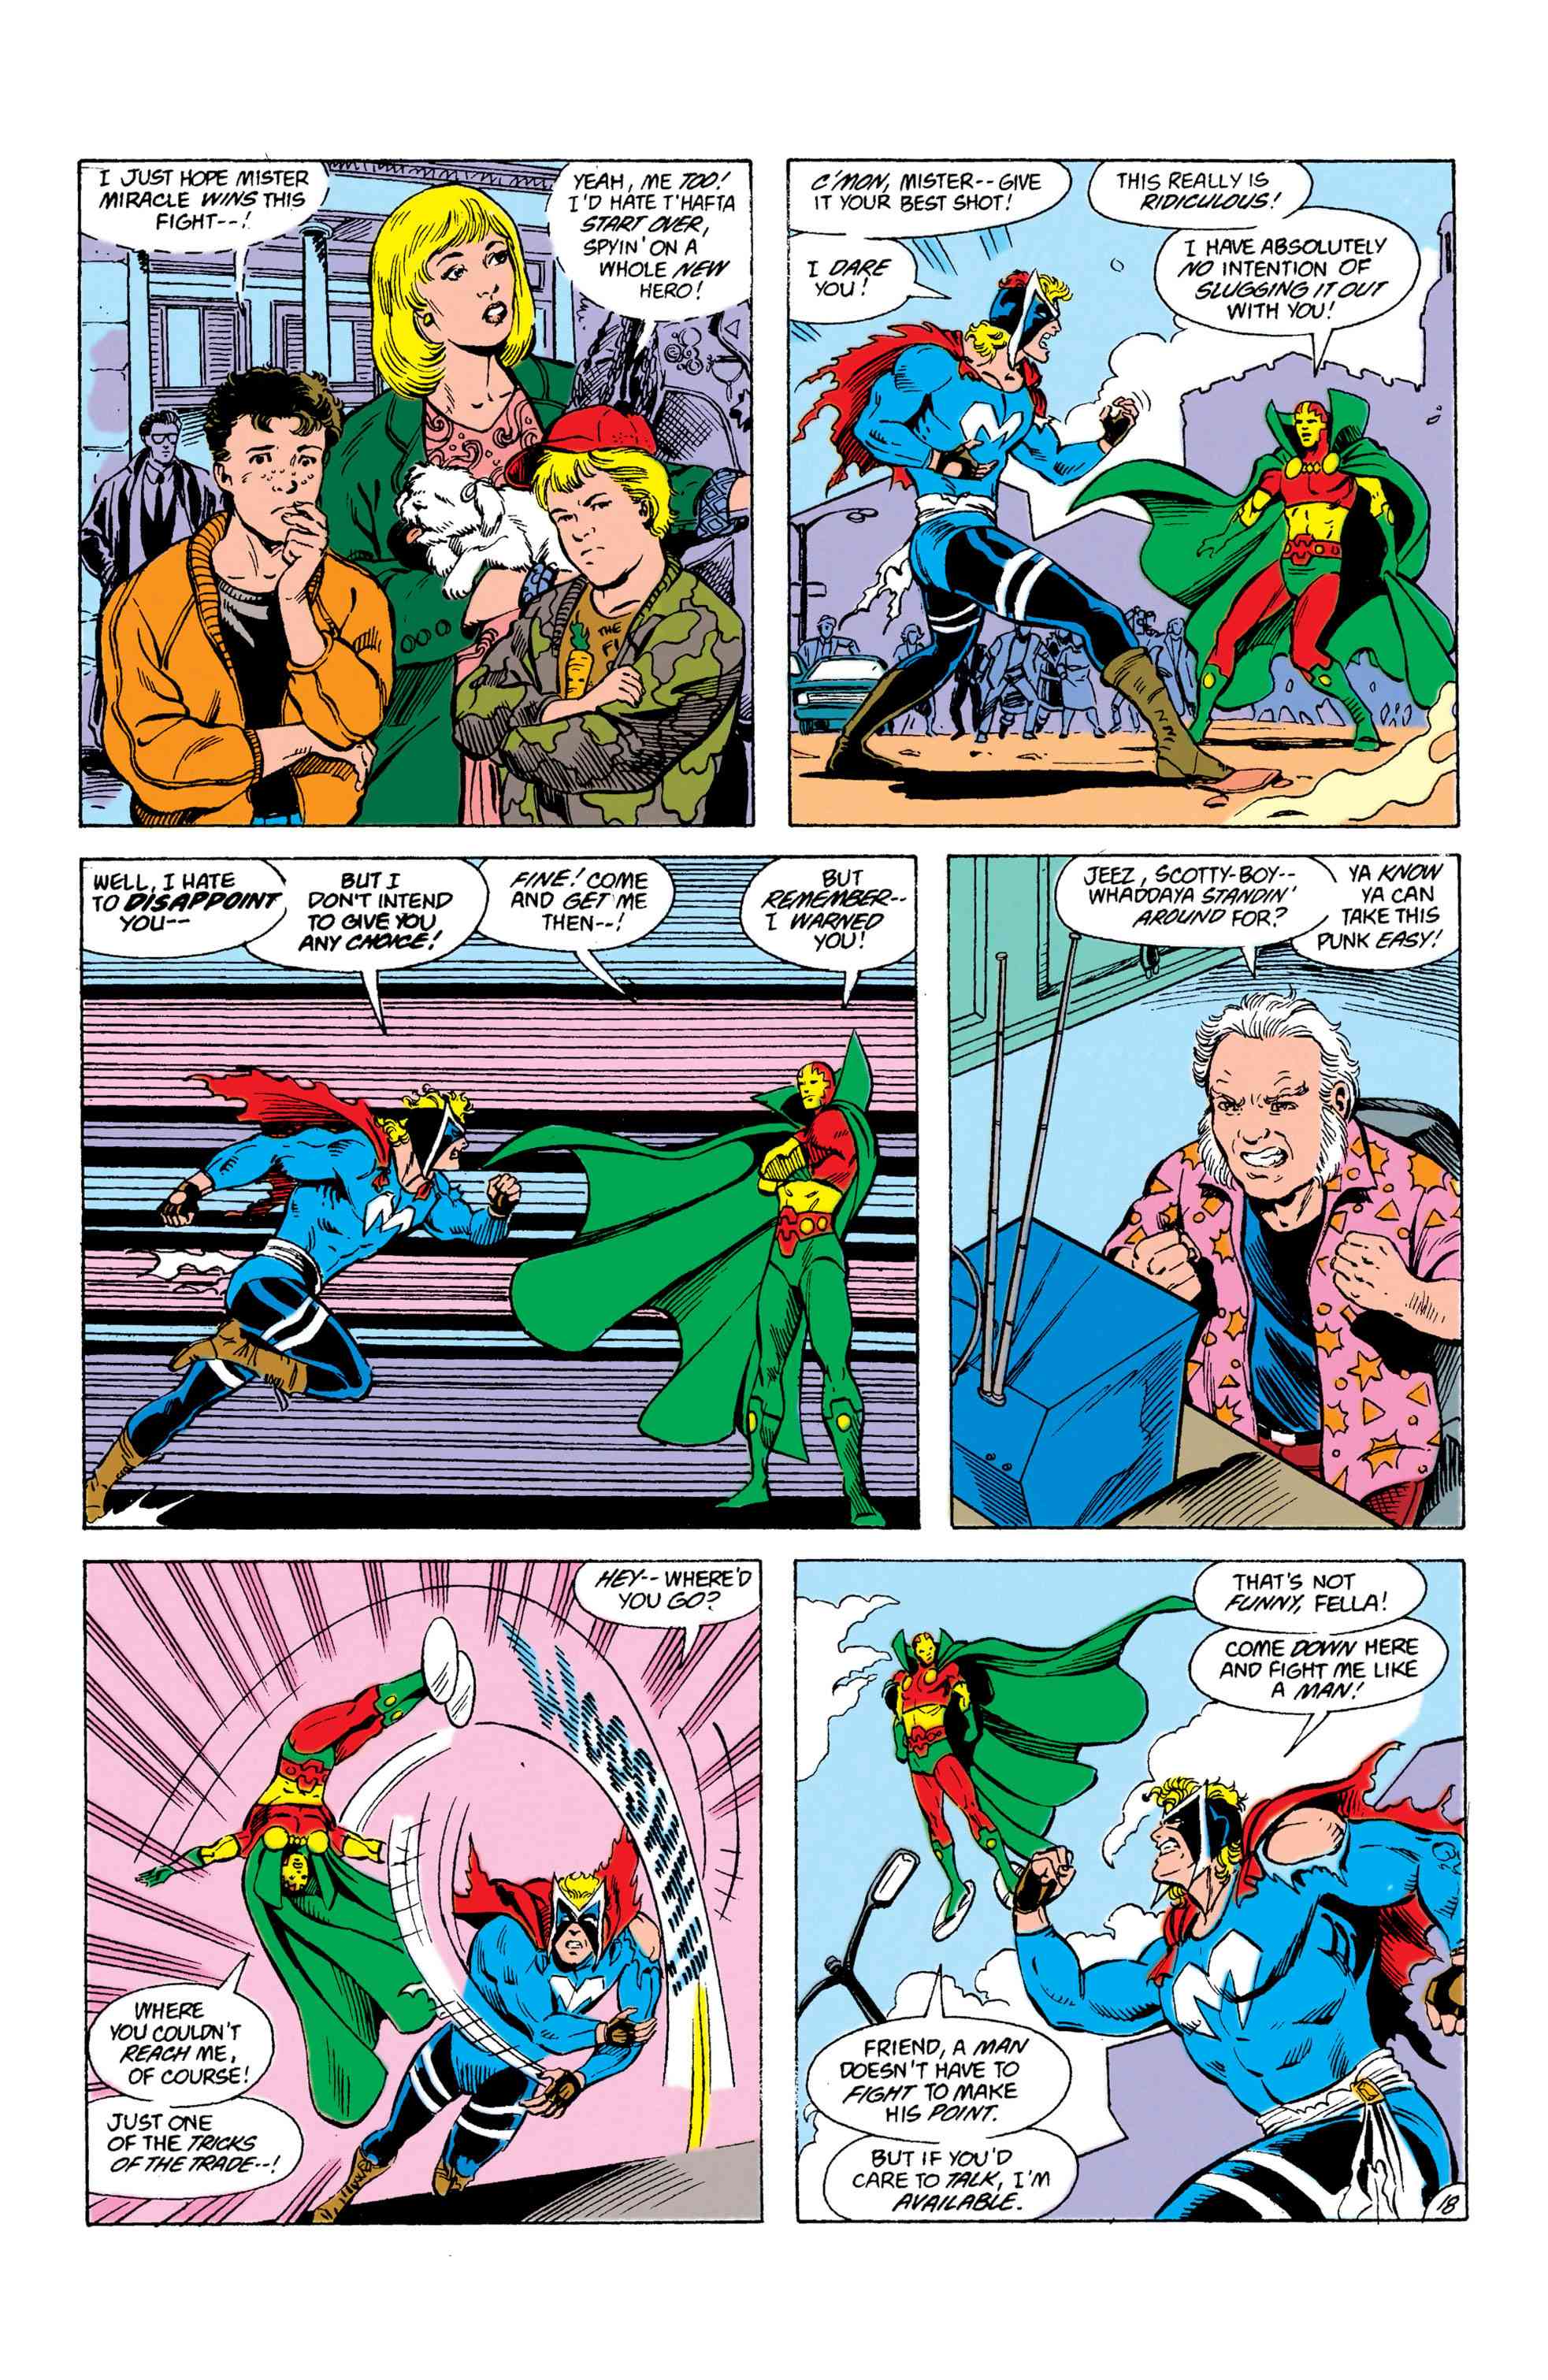 I JUST HOPE MISTER
MIRACLE WINS THIS
FIGHT--!
YEAH, ME TOO!
I'D HATE T'HAFTA
START OVER,
SPYIN' ON A
WHOLE NEW
HERO!
THE
FI
C'MON, MISTER-- GIVE
IT YOUR BEST SHOT!
I DARE
YOU!
THIS REALLY IS
RIDICULOUS!
I HAVE ABSOLUTELY
NO INTENTION OF
SLUGGING IT OUT
WITH YOU!
M
WELL, I HATE
TO DISAPPOINT
YOU--
BUT I
DON'T INTEND
TO GIVE YOU
ANY CHOICE!
FINE! COME
AND GET ME
THEN--!
BUT
REMEMBER--
I WARNED
YOU!
M
JEEZ, SCOTTY-BOY--
WHADDAYA STANDIN'
AROUND FOR?
YA KNOW
YA CAN
TAKE THIS
PUNK EASY!
HEY-- WHERE'D
YOU GO?
WHERE
YOU COULDN'T
REACH ME,
OF COURSE!
JUST ONE
OF THE TRICKS
OF THE TRADE--!
M
THAT'S NOT
FUNNY, FELLA!
COME DOWN HERE
AND FIGHT ME LIKE
A MAN!
FRIEND, A MAN
DOESN'T HAVE TO
FIGHT TO MAKE
HIS POINT.
BUT IF YOU'D
CARE TO TALK, I'M
AVAILABLE.
M
18